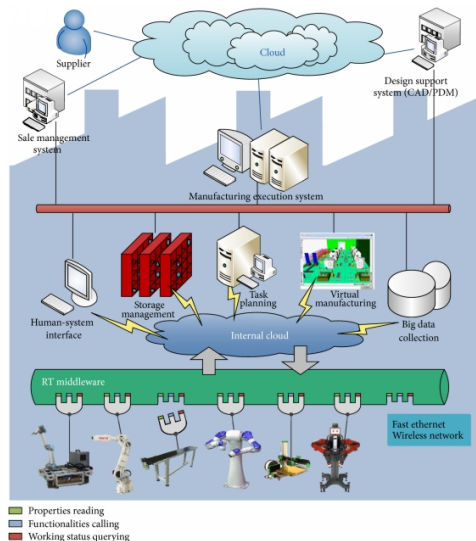 Cloud
Supplier
Design support
system (CAD/PDM)
Sale management
system
Manufacturing execution system
Storage
management
Task
planning
Virtual
manufacturing
Human-system
interface
Internal cloud
Big data
collection
RT middleware
Fast ethernet
Wireless network
Properties reading
Functionalities calling
Working status querying